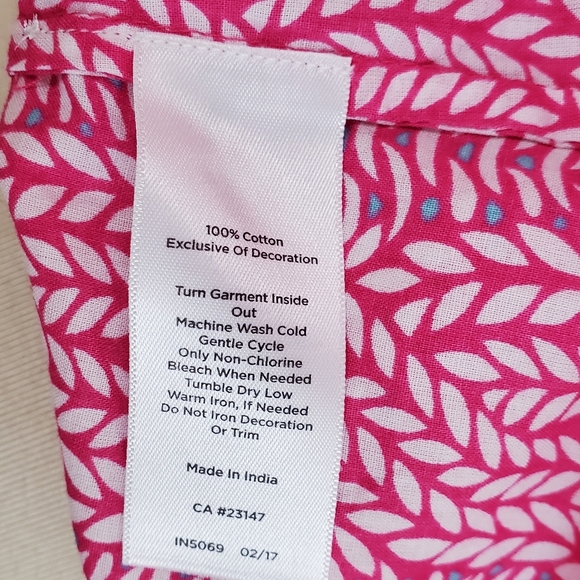 100% Cotton
Exclusive Of Decoration
Turn Garment Inside
Out
Machine Wash Cold
Gentle Cycle
Only Non-Chlorine
Bleach When Needed
Tumble Dry Low
Warm Iron, If Needed
Do Not Iron Decoration
Or Trim
Made In India
CA #23147
IN5069 02/17